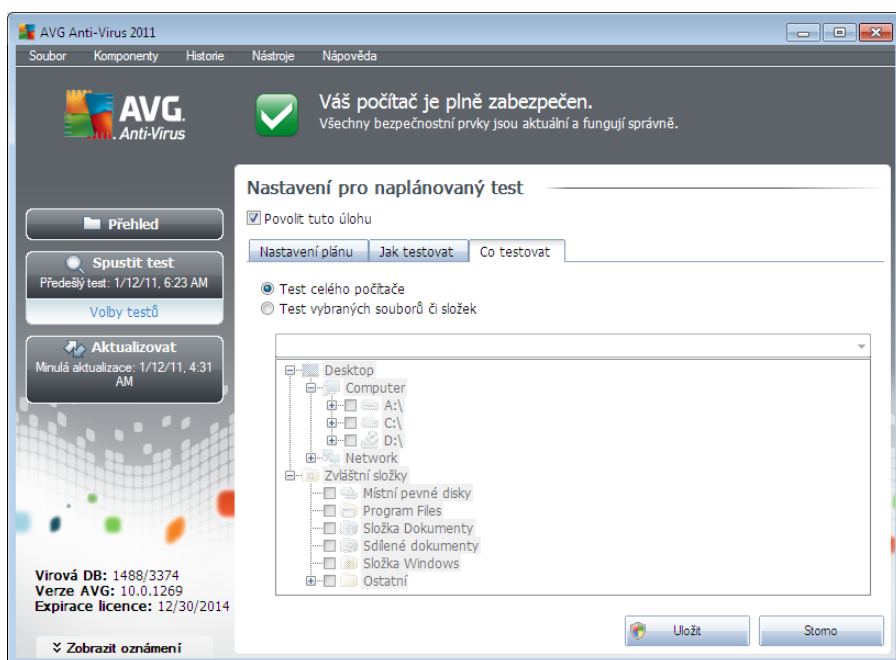 AVG Anti-Virus 2011
Soubor Komponenty Historie Nástroje Nápověda
AVG.
Anti-Virus
Váš počítač je plně zabezpečen.
Všechny bezpečnostní prvky jsou aktuální a fungují správně.
Přehled
Spustit test
Předešlý test: 1/12/11, 6:23 AM
Volby testů
Aktualizovat
Minulá aktualizace: 1/12/11, 4:31
AM
Virová DB: 1488/3374
Verze AVG: 10.0.1269
Expirace licence: 12/30/2014
Zobrazit oznámení
Nastavení pro naplánovaný test
Povolit tuto úlohu
Nastavení plánu Jak testovat Co testovat
Test celého počítače
Test vybraných souborů či složek
Desktop
Computer
A:\
C:\
D:\
Network
Zvláštní složky
Místní pevné disky
Program Files
Složka Dokumenty
Sdílené dokumenty
Složka Windows
Ostatní
Uložit Storno